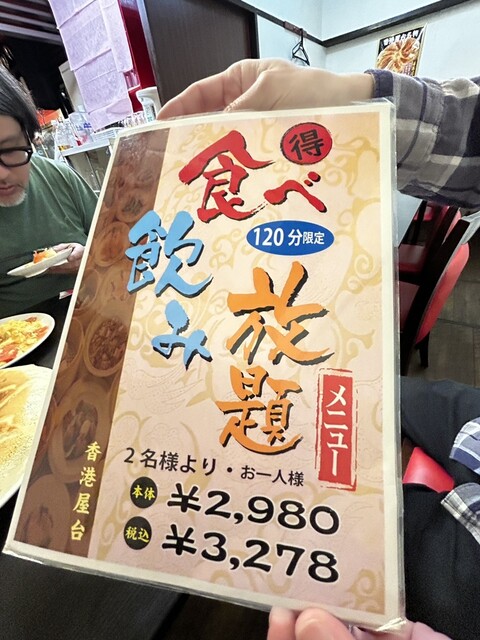 得
食べ
飲み
120分限定
放題
メニュー
2名様より・お一人様
本体 ¥2,980
税込 ¥3,278
香港屋台